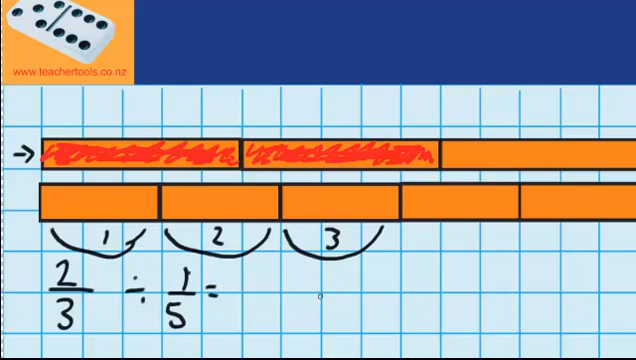 www.teachertools.co.nz
→
1 2 3
2/3 ÷ 1/5 =